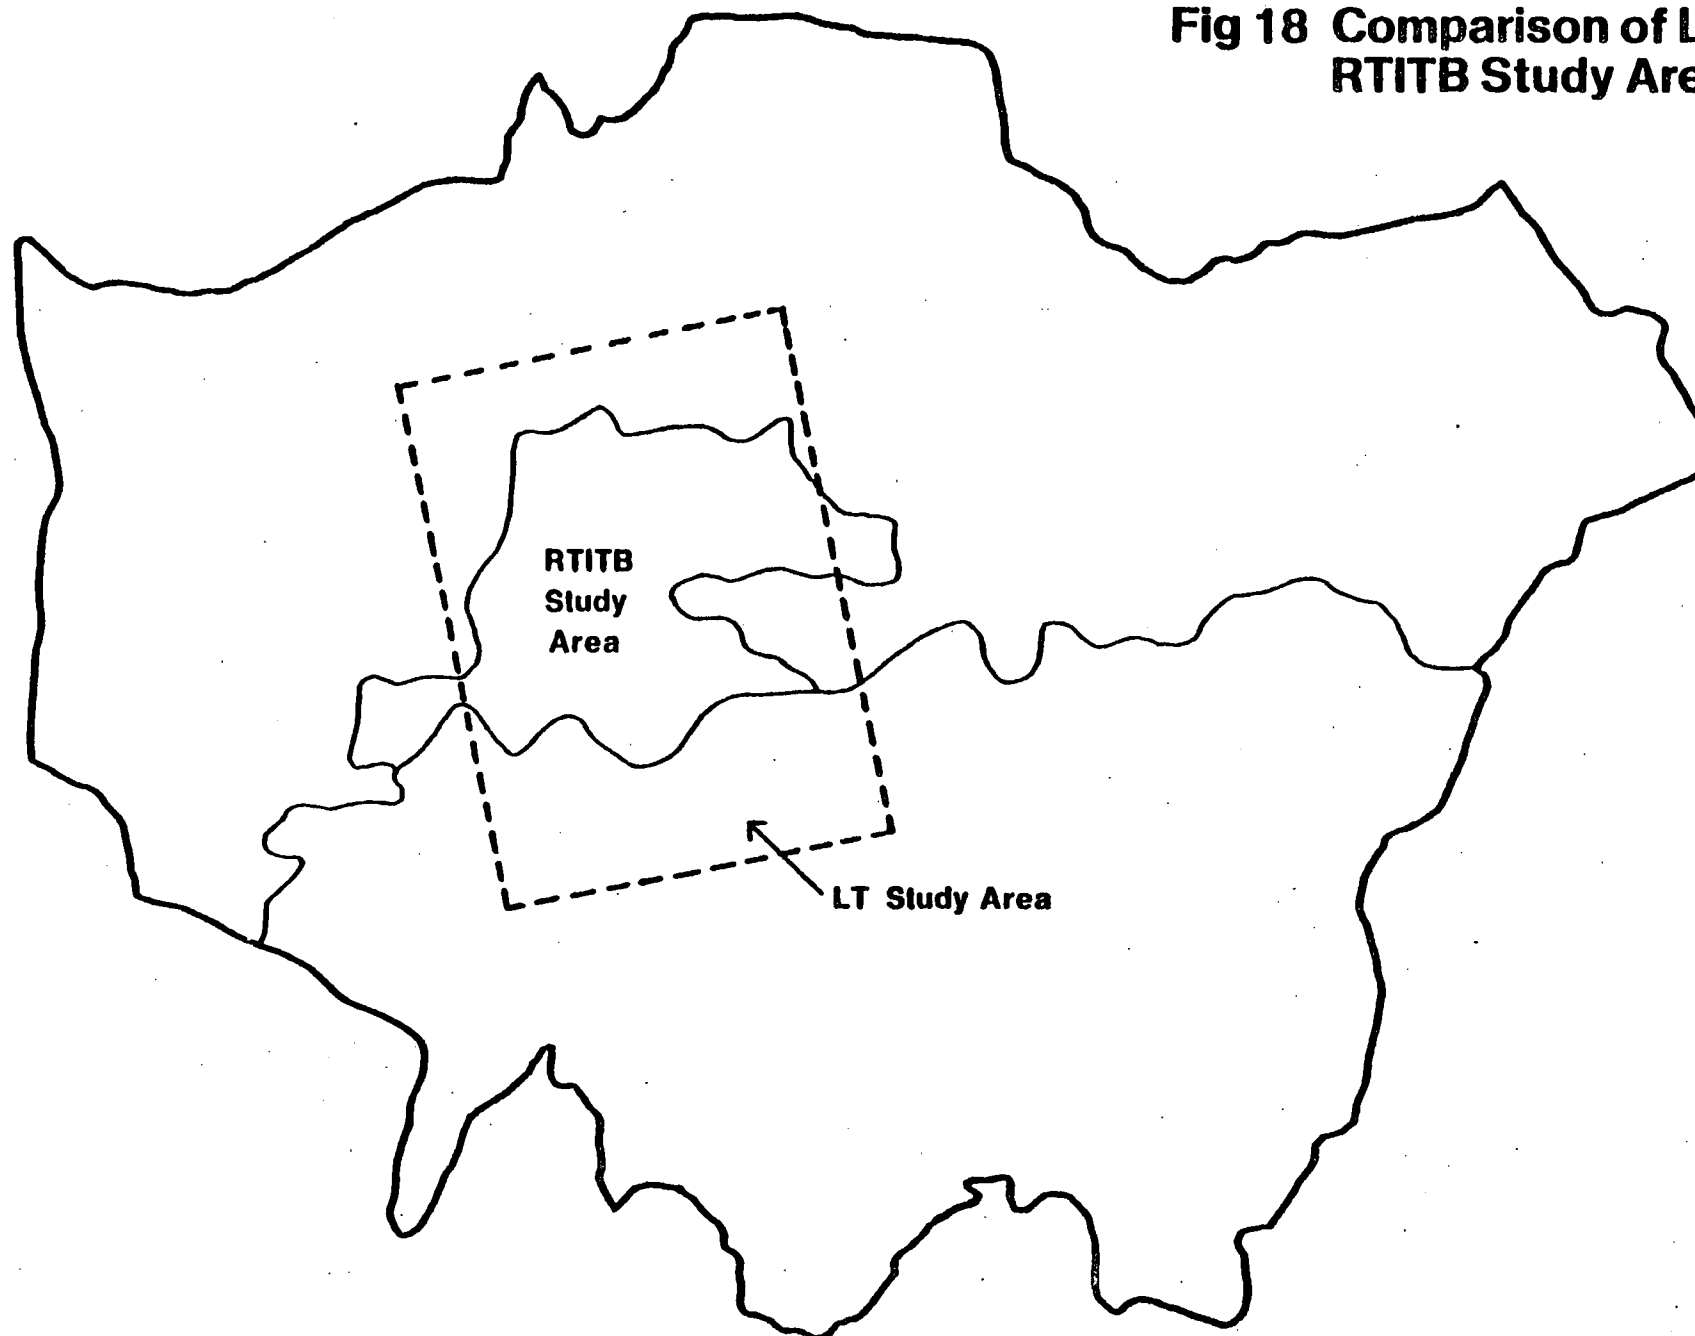 Fig 18 Comparison of L
RTITB Study Are
RTITB
Study
Area
LT Study Area